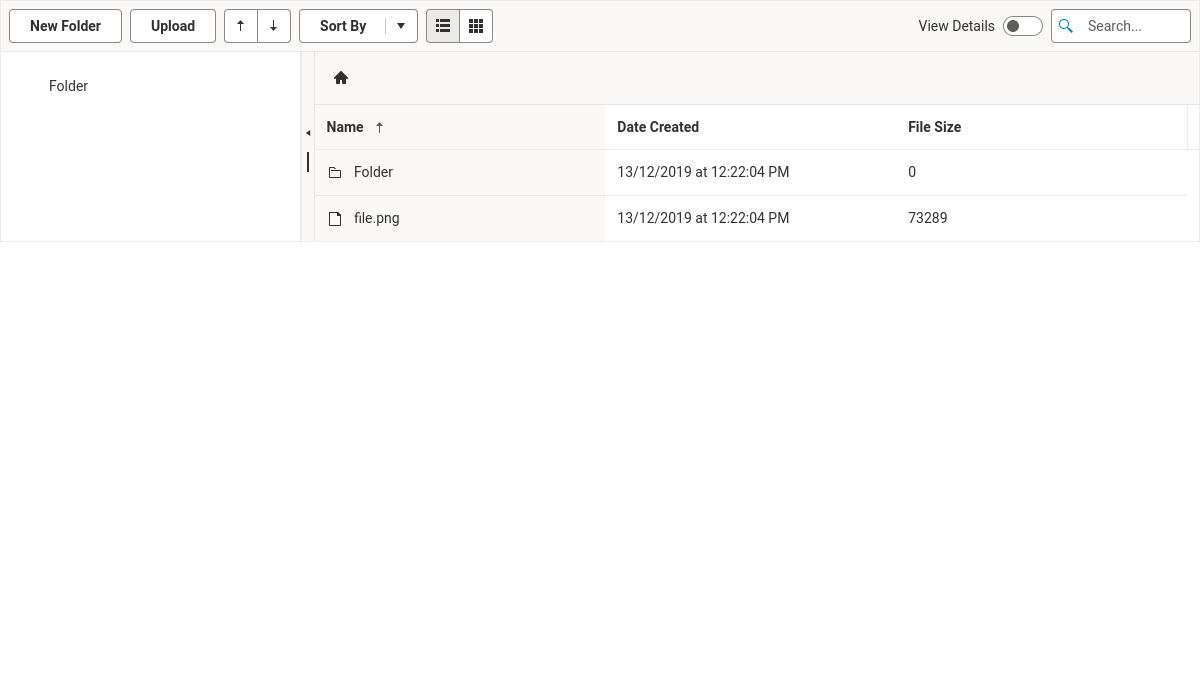 New Folder Upload Sort By View Details Search...
Folder
Name Date Created File Size
Folder 13/12/2019 at 12:22:04 PM 0
file.png 13/12/2019 at 12:22:04 PM 73289